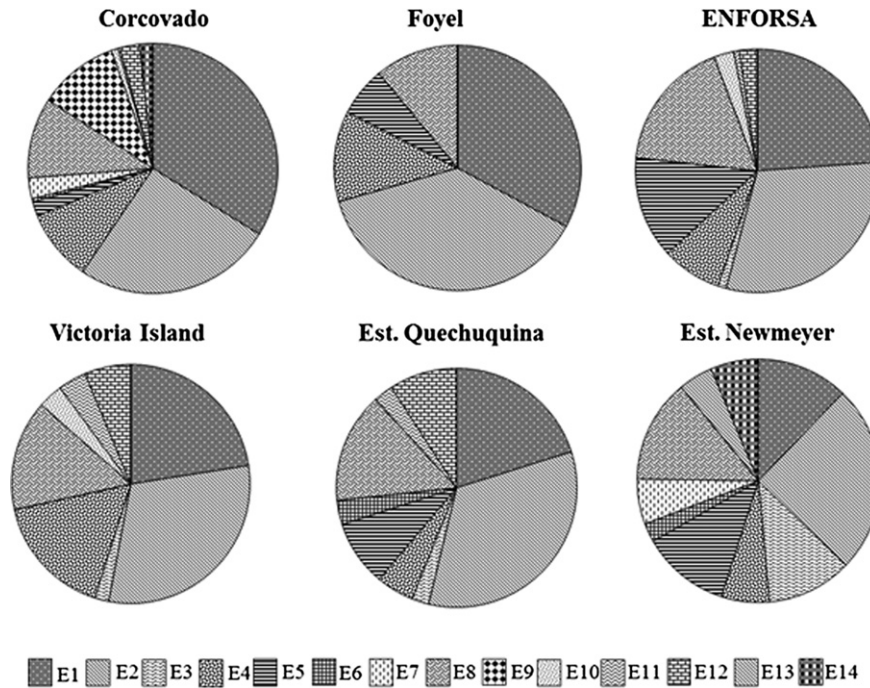 Corcovado Foyel ENFORSA
Victoria Island Est. Quechuquina Est. Newmeyer
E1 E2 E3 E4 E5 E6 E7 E8 E9 E10 E11 E12 E13 E14